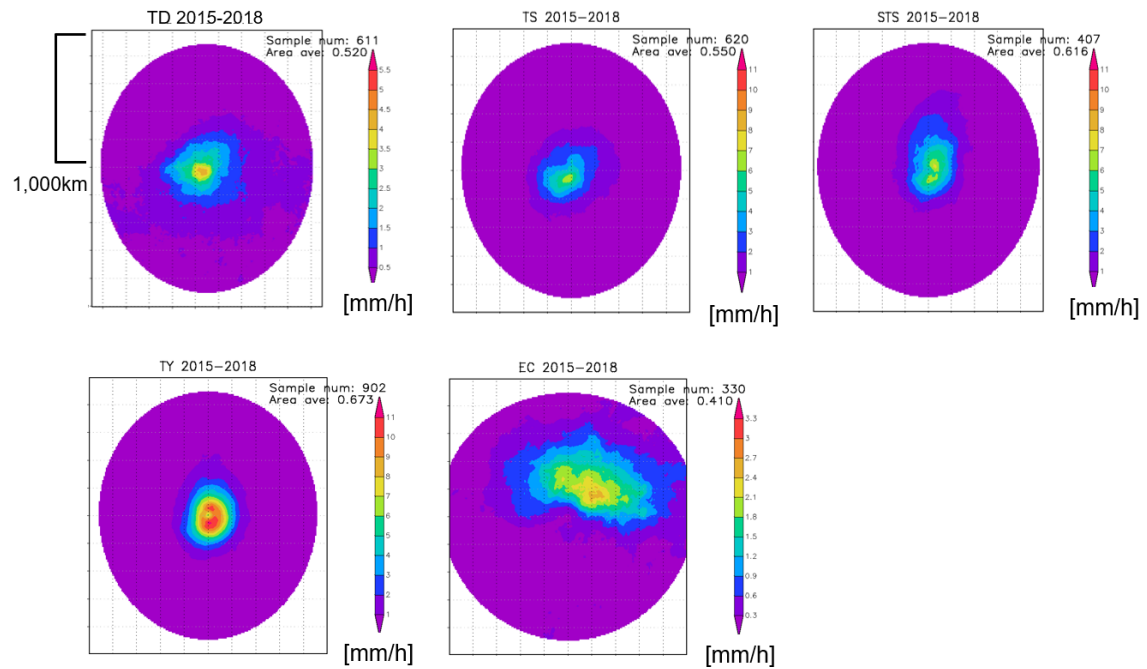 TD 2015-2018
Sample num: 611
Area ave: 0.520
5.5
5
4.5
4
3.5
3
2.5
2
1.5
1
0.5
[mm/h]
1,000km
TS 2015-2018
Sample num: 620
Area ave: 0.550
11
10
9
8
7
6
5
4
3
2
1
[mm/h]
STS 2015-2018
Sample num: 407
Area ave: 0.616
11
10
9
8
7
6
5
4
3
2
1
[mm/h]
TY 2015-2018
Sample num: 902
Area ave: 0.673
11
10
9
8
7
6
5
4
3
2
1
[mm/h]
EC 2015-2018
Sample num: 330
Area ave: 0.410
3.3
3
2.7
2.4
2.1
1.8
1.5
1.2
0.9
0.6
0.3
[mm/h]